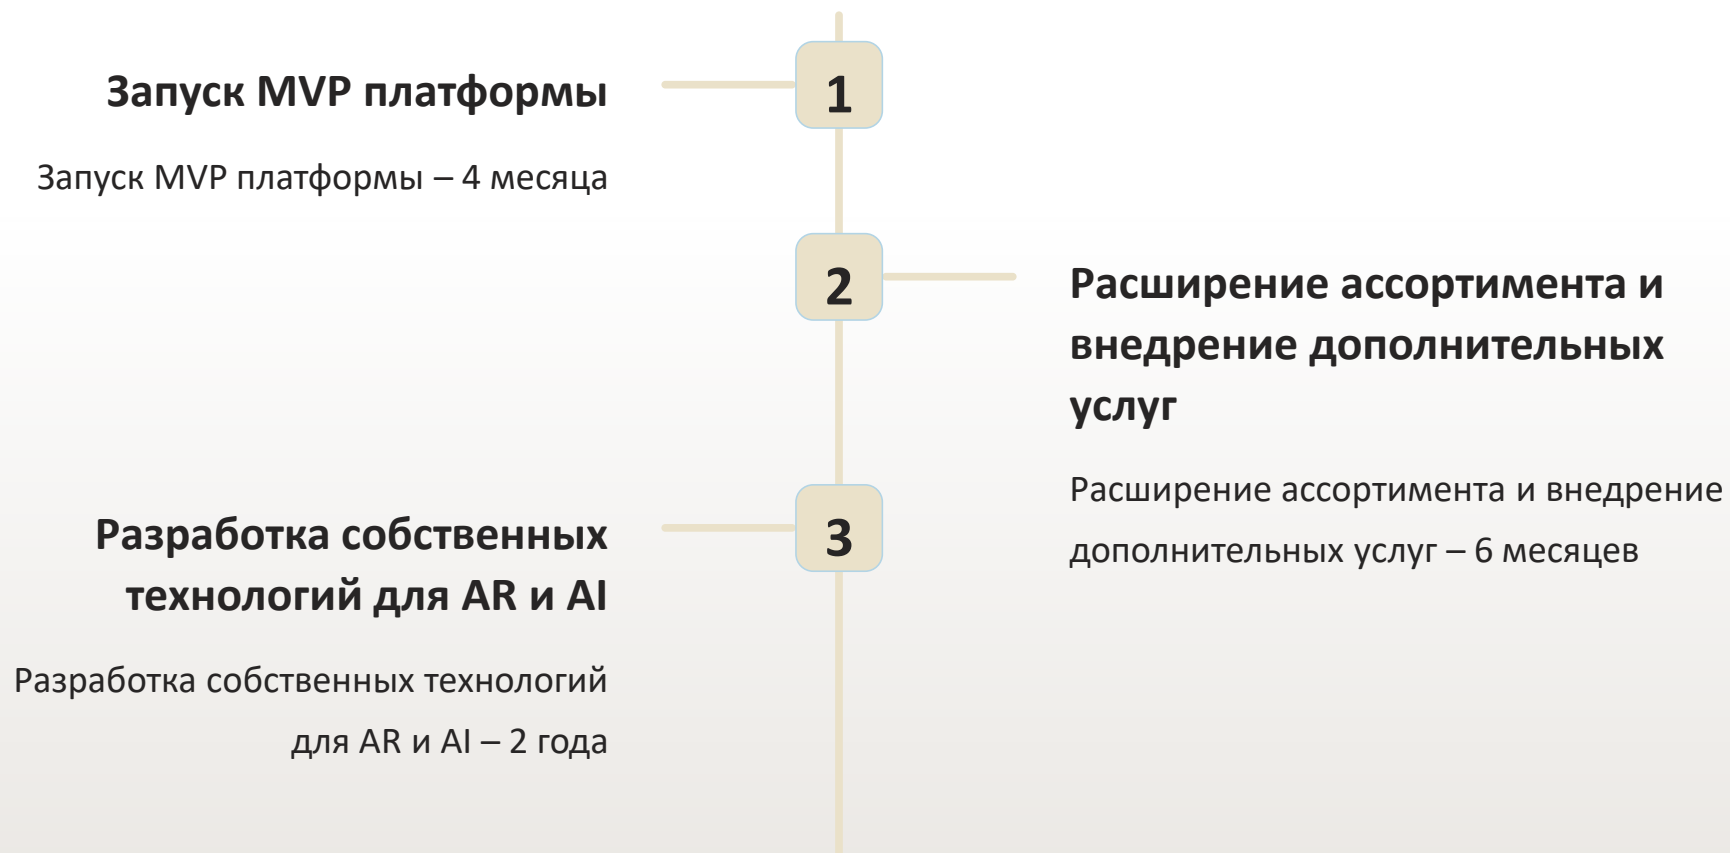 1
Запуск MVP платформы
Запуск MVP платформы – 4 месяца
2
Расширение ассортимента и
внедрение дополнительных
услуг
Расширение ассортимента и внедрение
дополнительных услуг – 6 месяцев
3
Разработка собственных
технологий для AR и AI
Разработка собственных технологий
для AR и AI – 2 года